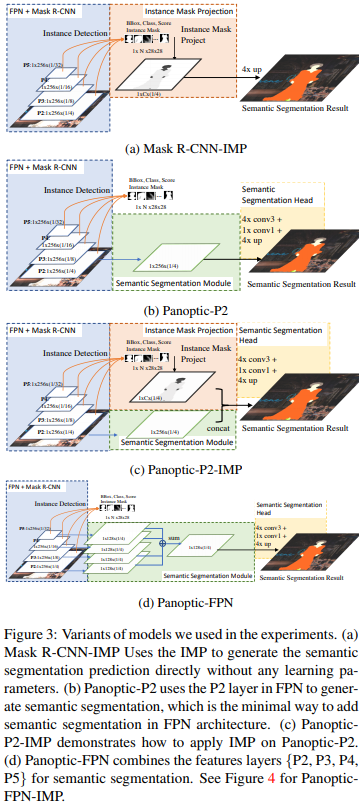 FPN + Mask R-CNN
Instance Mask Projection
Instance Detection
BBox, Class, Score
Instance Mask
1x N x28x28
Instance Mask
Project
P5:1x256x(1/32)
P4
1x256x(1/16)
P3:1x256x(1/8)
P2:1x256x(1/4)
1xCx(1/4)
4x up
Semantic Segmentation Result
(a) Mask R-CNN-IMP
FPN + Mask R-CNN
Instance Detection
BBox, Class, Score
Instance Mask
1x N x28x28
Semantic
Segmentation Head
4x conv3 +
1x conv1 +
4x up
P5:1x256x(1/32)
P4
1x256x(1/16)
P3:1x256x(1/8)
P2:1x256x(1/4)
1x256x(1/4)
Semantic Segmentation Module
Semantic Segmentation Result
(b) Panoptic-P2
FPN + Mask R-CNN
Instance Mask Projection
Semantic Segmentation
Head
Instance Detection
BBox, Class, Score
Instance Mask
1x N x28x28
Instance Mask
Project
4x conv3 +
1x conv1 +
4x up
P5:1x256x(1/32)
P4
1x256x(1/16)
P3:1x256x(1/8)
P2:1x256x(1/4)
1xCx(1/4)
1x256x(1/4)
concat
Semantic Segmentation Module
Semantic Segmentation Result
(c) Panoptic-P2-IMP
FPN + Mask R-CNN
Instance Detection
BBox, Class, Score
Instance Mask
1x N x28x28
Semantic Segmentation
Head
4x conv3 +
1x conv1 +
4x up
P5:1x256x(1/32)
P4
1x256x(1/16)
P3:1x256x(1/8)
P2:1x256x(1/4)
1x128x(1/4)
1x128x(1/4)
1x128x(1/4)
1x128x(1/4)
sum
1x128x(1/4)
Semantic Segmentation Module
Semantic Segmentation Result
(d) Panoptic-FPN
Figure 3: Variants of models we used in the experiments. (a)
Mask R-CNN-IMP Uses the IMP to generate the semantic
segmentation prediction directly without any learning pa-
rameters. (b) Panoptic-P2 uses the P2 layer in FPN to gener-
ate semantic segmentation, which is the minimal way to add
semantic segmentation in FPN architecture. (c) Panoptic-
P2-IMP demonstrates how to apply IMP on Panoptic-P2.
(d) Panoptic-FPN combines the features layers {P2, P3, P4,
P5} for semantic segmentation. See Figure 4 for Panoptic-
FPN-IMP.